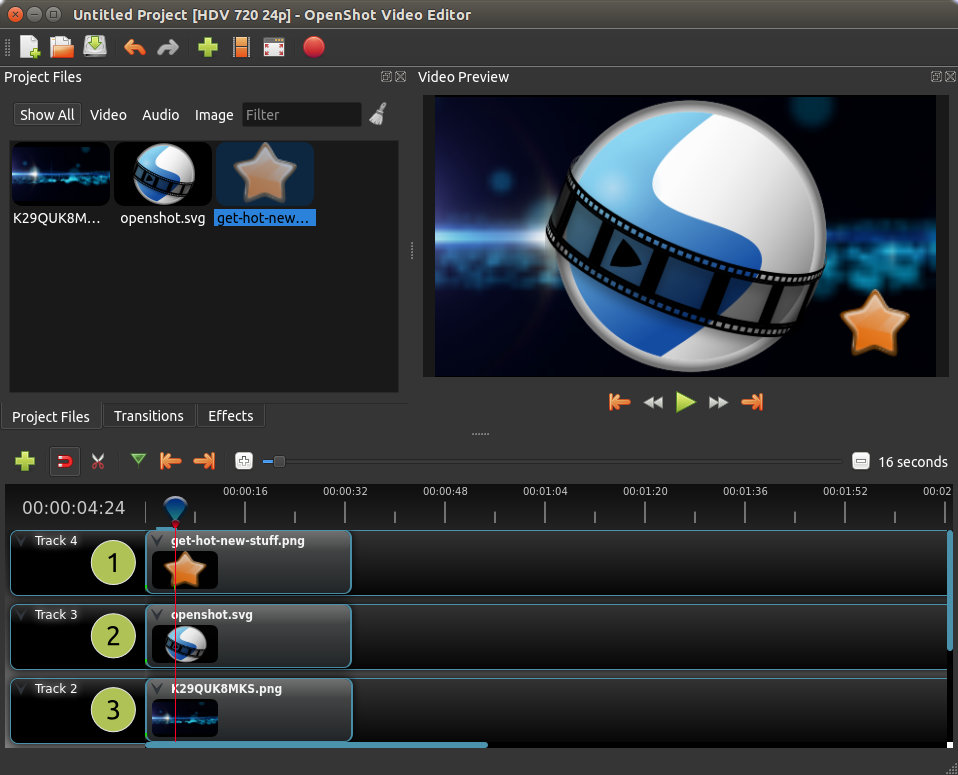 Untitled Project [HDV 720 24p] - OpenShot Video Editor
Project Files
Video Preview
Show All Video Audio Image Filter
K29QUK8M... openshot.svg get-hot-new...
Project Files Transitions Effects
16 seconds
00:00:04:24
00:00:16 00:00:32 00:00:48 00:01:04 00:01:20 00:01:36 00:01:52 00:02
Track 4 1 get-hot-new-stuff.png
Track 3 2 openshot.svg
Track 2 3 K29QUK8MKS.png